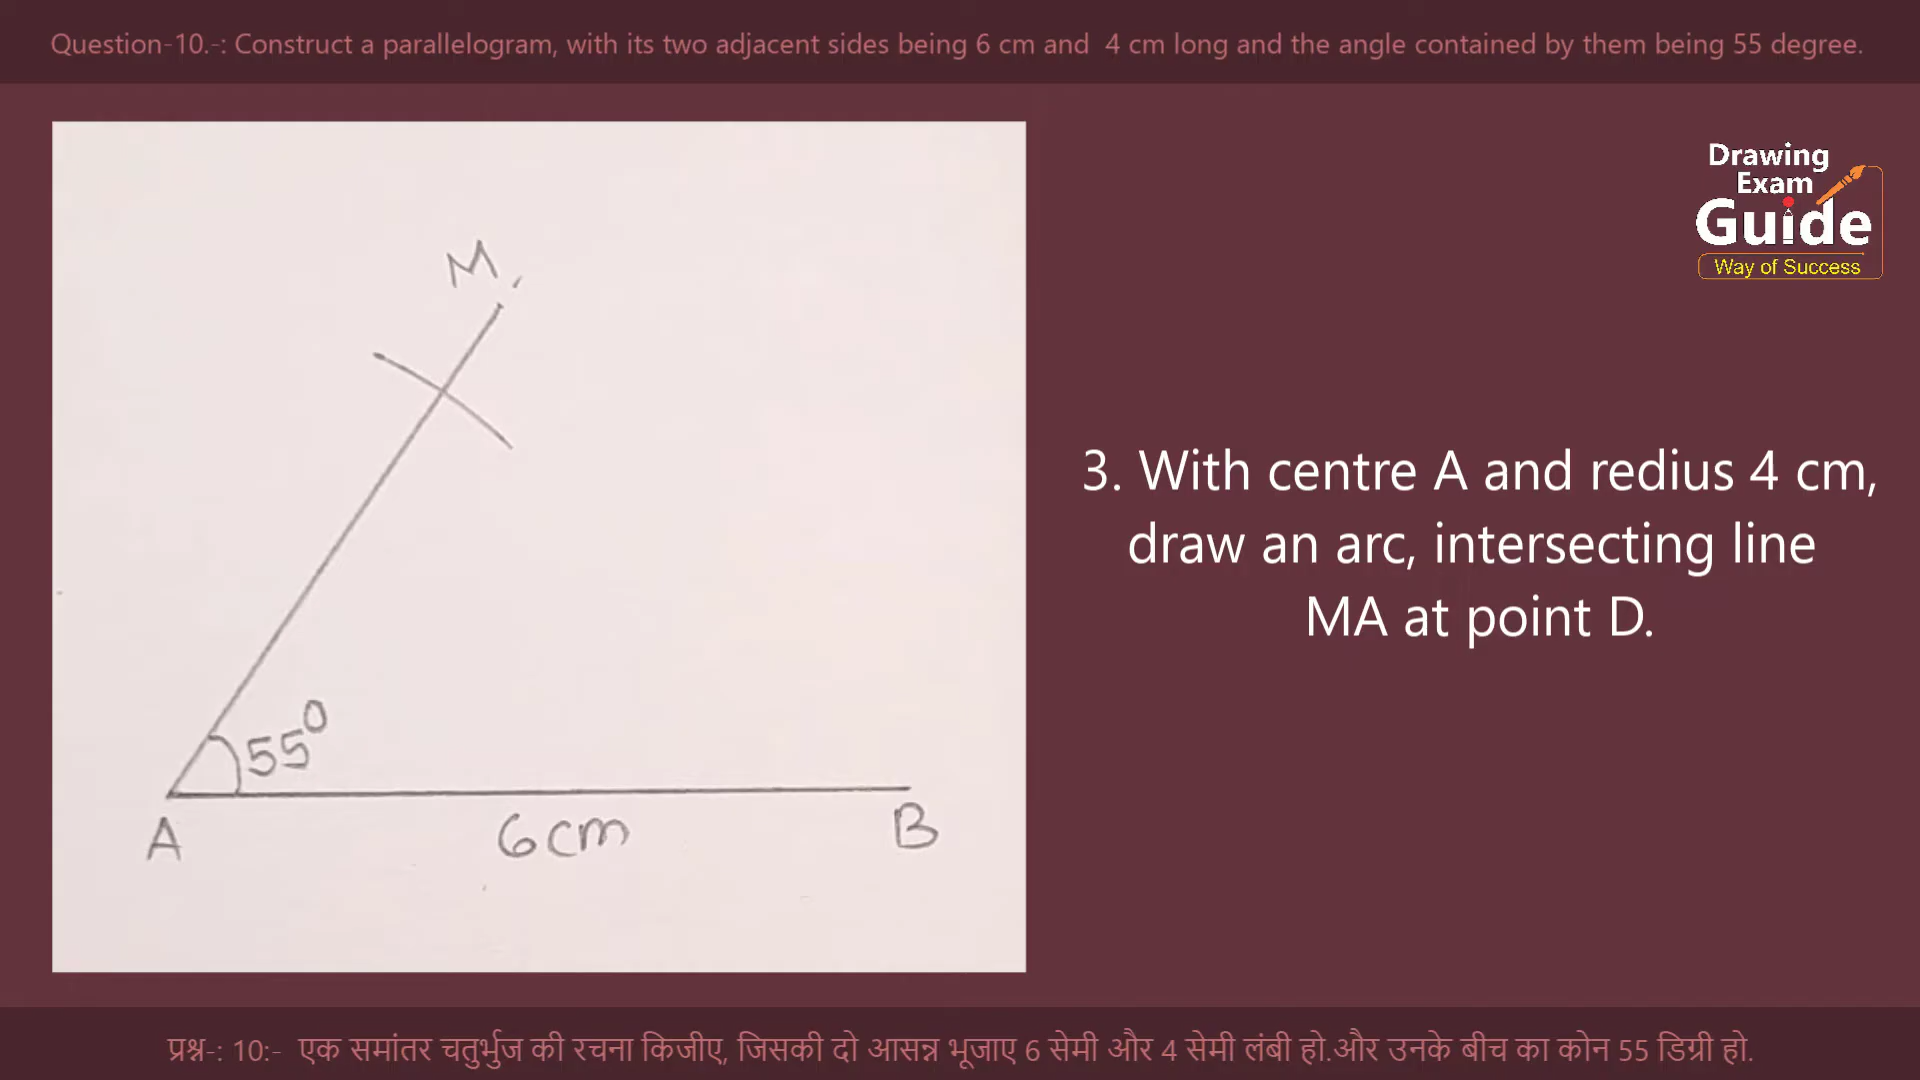 Question-10.-: Construct a parallelogram, with its two adjacent sides being 6 cm and 4 cm long and the angle contained by them being 55 degree.
Drawing
Exam
Guide
Way of Success
M
3. With centre A and redius 4 cm,
draw an arc, intersecting line
MA at point D.
55⁰
A 6cm B
प्रश्न-: 10:- एक समांतर चतुर्भुज की रचना किजीए, जिसकी दो आसन्न भूजाए 6 सेमी और 4 सेमी लंबी हो.और उनके बीच का कोन 55 डिग्री हो.